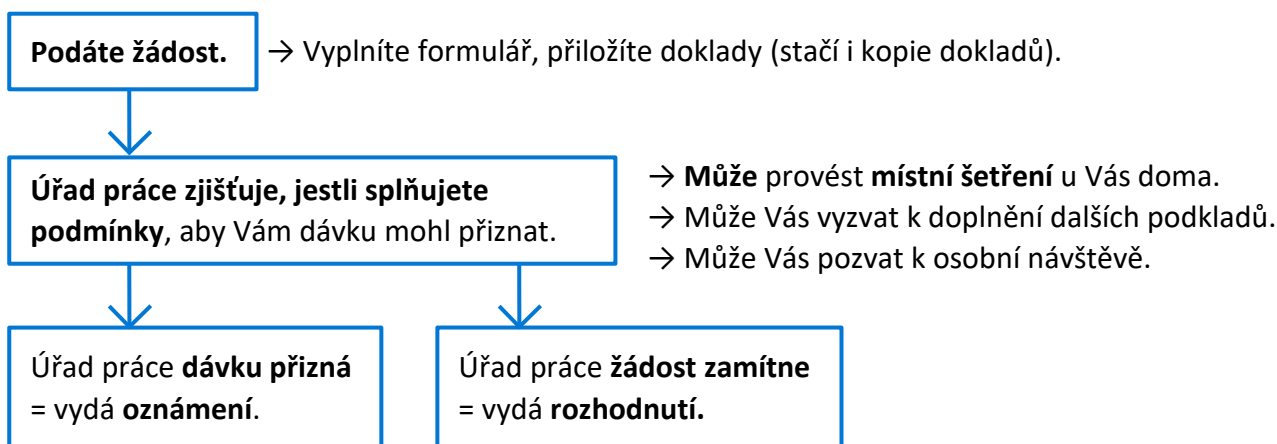 Podáte žádost.
→ Vyplníte formulář, přiložíte doklady (stačí i kopie dokladů).
Úřad práce zjišťuje, jestli splňujete
podmínky, aby Vám dávku mohl přiznat.
→ Může provést místní šetření u Vás doma.
→ Může Vás vyzvat k doplnění dalších podkladů.
→ Může Vás pozvat k osobní návštěvě.
Úřad práce dávku přizná
= vydá oznámení.
Úřad práce žádost zamítne
= vydá rozhodnutí.